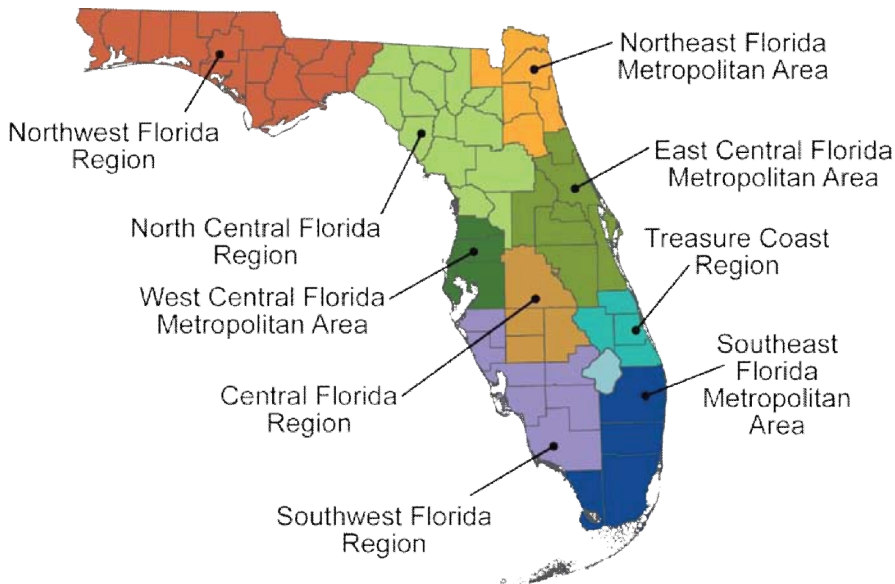 Northeast Florida
Metropolitan Area
Northwest Florida
Region
East Central Florida
Metropolitan Area
North Central Florida
Region
Treasure Coast
Region
West Central Florida
Metropolitan Area
Southeast
Florida
Metropolitan
Area
Central Florida
Region
Southwest Florida
Region